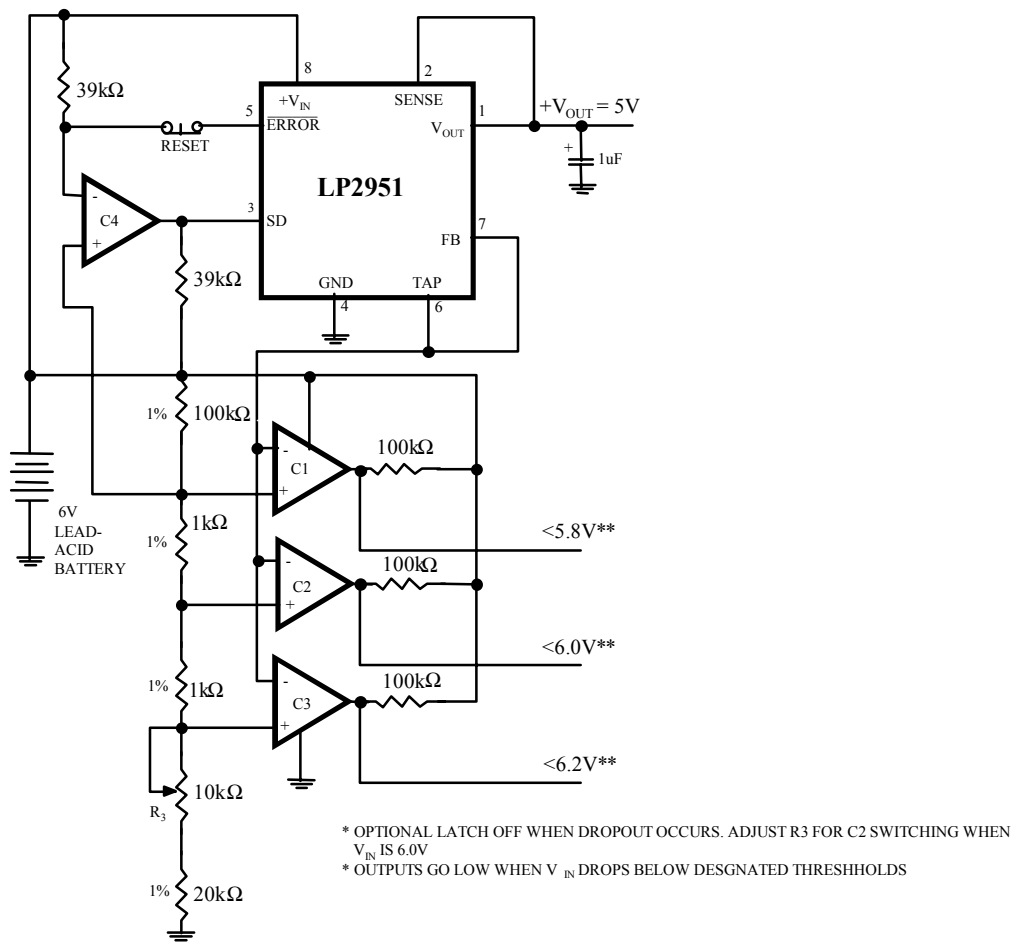 39kΩ
8
2
+V_IN
SENSE
5
ERROR
1
V_OUT
+V_OUT = 5V
RESET
+
1uF
LP2951
-
C4
+
3
SD
7
FB
39kΩ
GND
TAP
4
6
1%
100kΩ
-
C1
+
100kΩ
6V
LEAD-
ACID
BATTERY
1kΩ
1%
<5.8V**
-
C2
+
100kΩ
<6.0V**
1%
1kΩ
-
C3
+
100kΩ
<6.2V**
10kΩ
R3
1%
20kΩ
* OPTIONAL LATCH OFF WHEN DROPOUT OCCURS. ADJUST R3 FOR C2 SWITCHING WHEN
V_IN IS 6.0V
* OUTPUTS GO LOW WHEN V_IN DROPS BELOW DESGNATED THRESHHOLDS